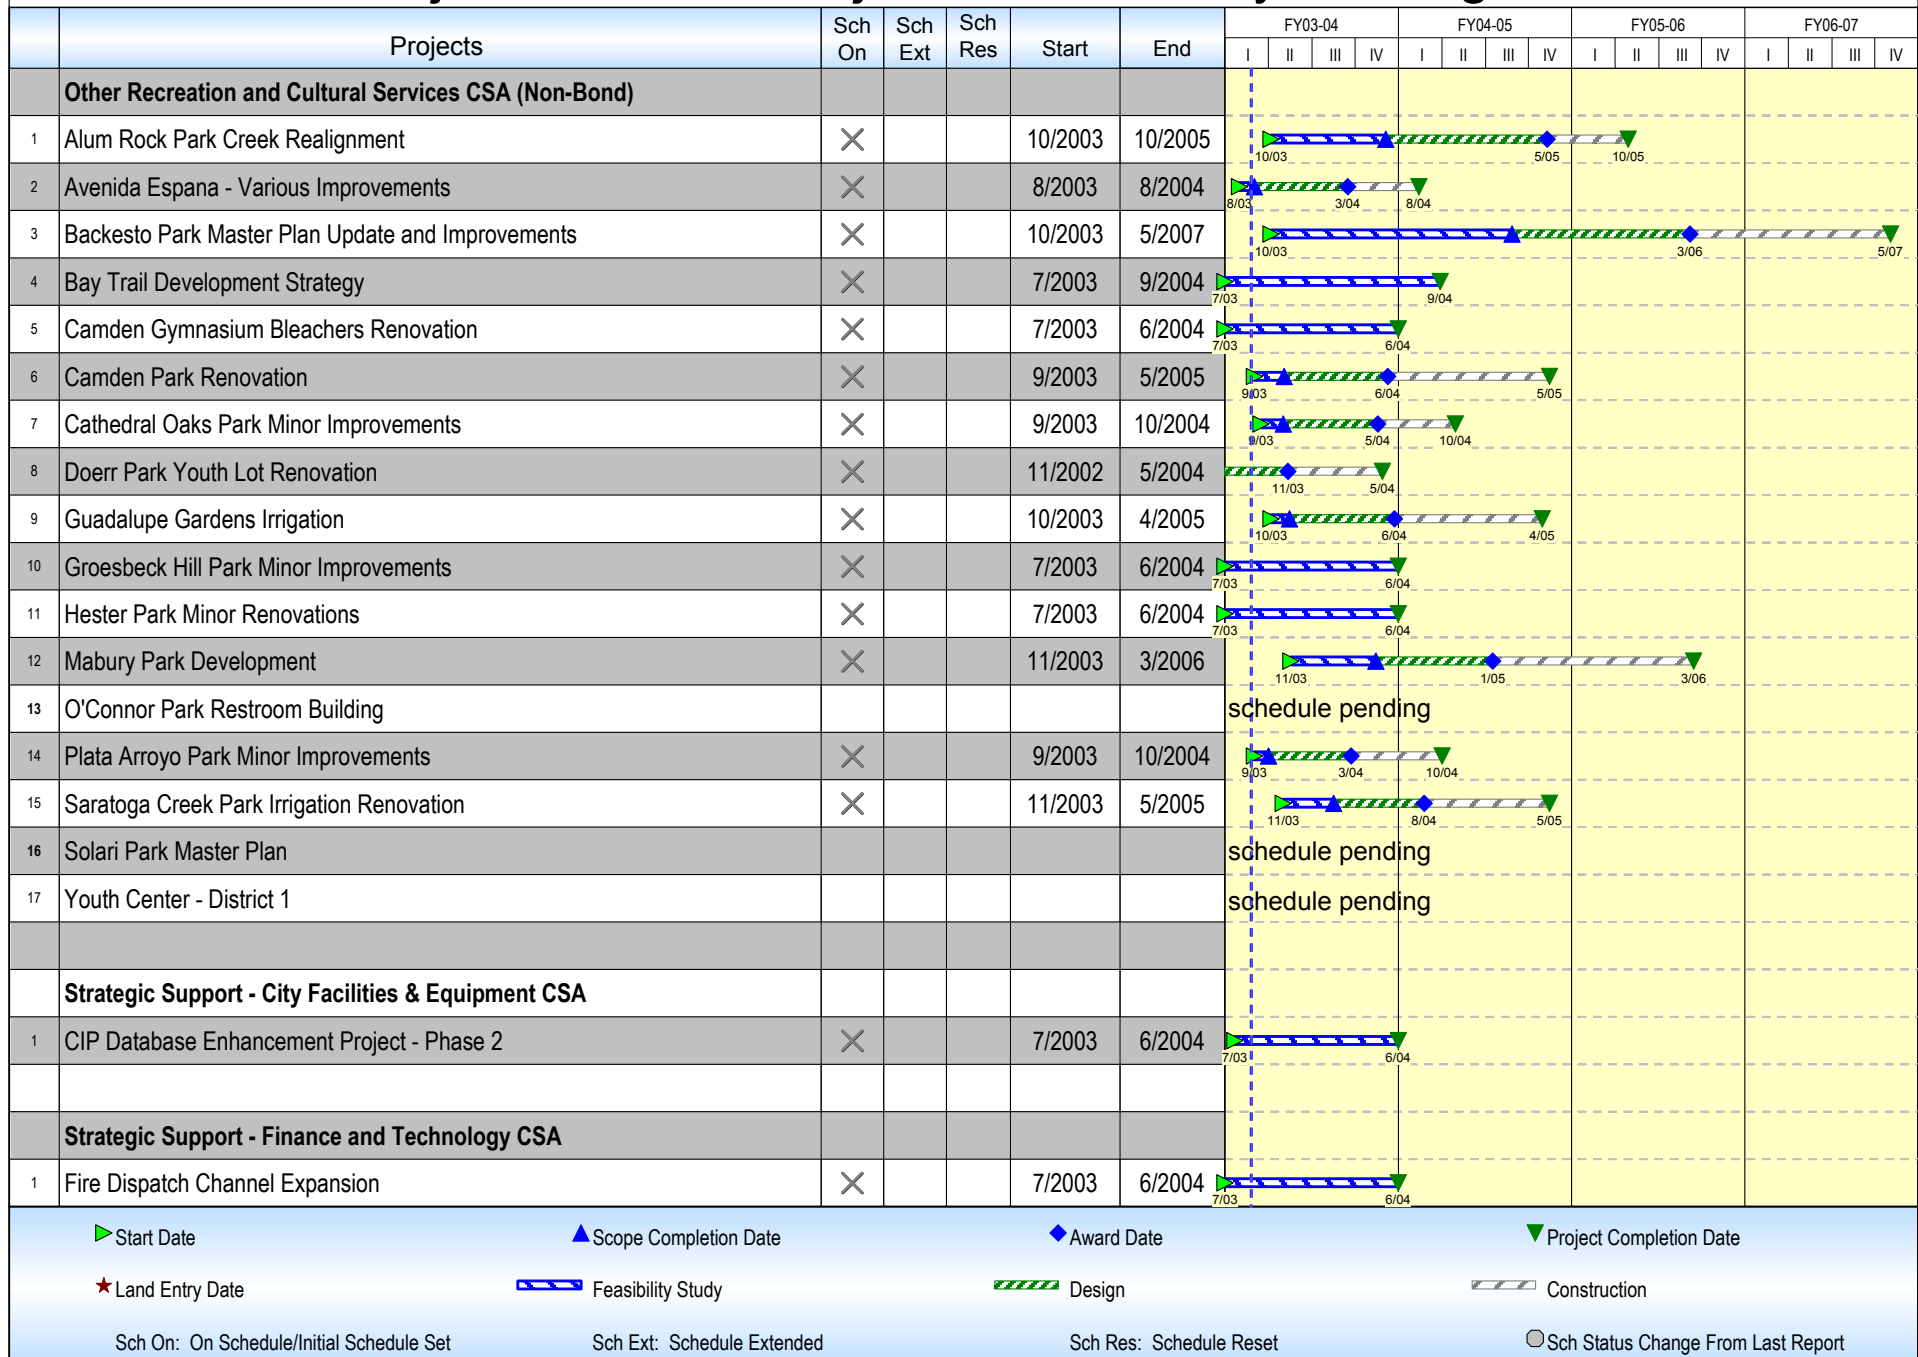 Projects Sch On Sch Ext Sch Res Start End FY03-04 FY04-05 FY05-06 FY06-07
I II III IV I II III IV I II III IV I II III IV
Other Recreation and Cultural Services CSA (Non-Bond)
1 Alum Rock Park Creek Realignment 10/2003 10/2005 10/03 5/05 10/05
2 Avenida Espana - Various Improvements 8/2003 8/2004 8/03 3/04 8/04
3 Backesto Park Master Plan Update and Improvements 10/2003 5/2007 10/03 3/06 5/07
4 Bay Trail Development Strategy 7/2003 9/2004 7/03 9/04
5 Camden Gymnasium Bleachers Renovation 7/2003 6/2004 7/03 6/04
6 Camden Park Renovation 9/2003 5/2005 9/03 6/04 5/05
7 Cathedral Oaks Park Minor Improvements 9/2003 10/2004 9/03 5/04 10/04
8 Doerr Park Youth Lot Renovation 11/2002 5/2004 11/03 5/04
9 Guadalupe Gardens Irrigation 10/2003 4/2005 10/03 6/04 4/05
10 Groesbeck Hill Park Minor Improvements 7/2003 6/2004 7/03 6/04
11 Hester Park Minor Renovations 7/2003 6/2004 7/03 6/04
12 Mabury Park Development 11/2003 3/2006 11/03 1/05 3/06
13 O'Connor Park Restroom Building schedule pending
14 Plata Arroyo Park Minor Improvements 9/2003 10/2004 9/03 3/04 10/04
15 Saratoga Creek Park Irrigation Renovation 11/2003 5/2005 11/03 8/04 5/05
16 Solari Park Master Plan schedule pending
17 Youth Center - District 1 schedule pending
Strategic Support - City Facilities & Equipment CSA
1 CIP Database Enhancement Project - Phase 2 7/2003 6/2004 7/03 6/04
Strategic Support - Finance and Technology CSA
1 Fire Dispatch Channel Expansion 7/2003 6/2004 7/03 6/04
Start Date Scope Completion Date Award Date Project Completion Date
Land Entry Date Feasibility Study Design Construction
Sch On: On Schedule/Initial Schedule Set Sch Ext: Schedule Extended Sch Res: Schedule Reset Sch Status Change From Last Report